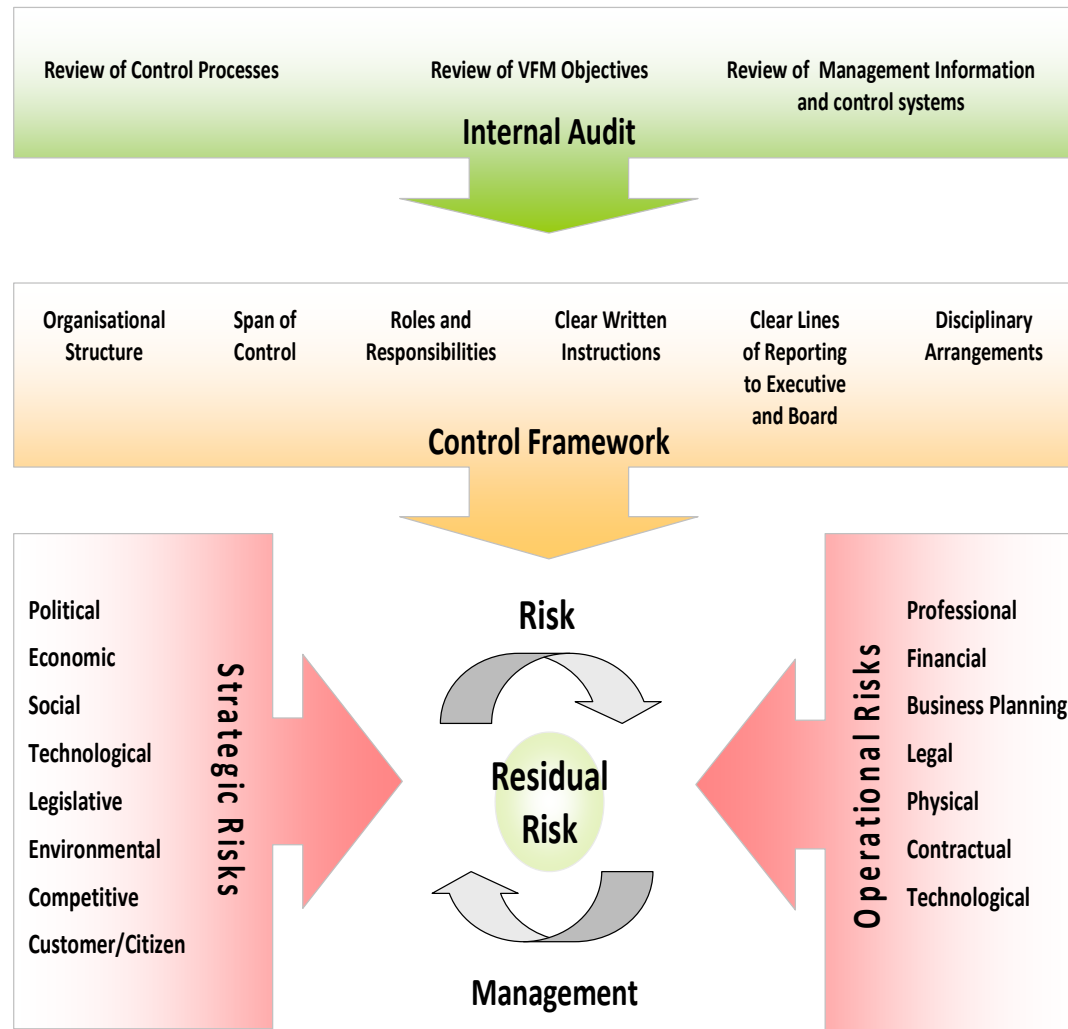 Review of Control Processes
Review of VFM Objectives
Review of Management Information
and control systems
Internal Audit
Organisational
Structure
Span of
Control
Roles and
Responsibilities
Clear Written
Instructions
Clear Lines
of Reporting
to Executive
and Board
Disciplinary
Arrangements
Control Framework
Political
Economic
Social
Technological
Legislative
Environmental
Competitive
Customer/Citizen
Strategic Risks
Risk
Residual
Risk
Management
Operational Risks
Professional
Financial
Business Planning
Legal
Physical
Contractual
Technological